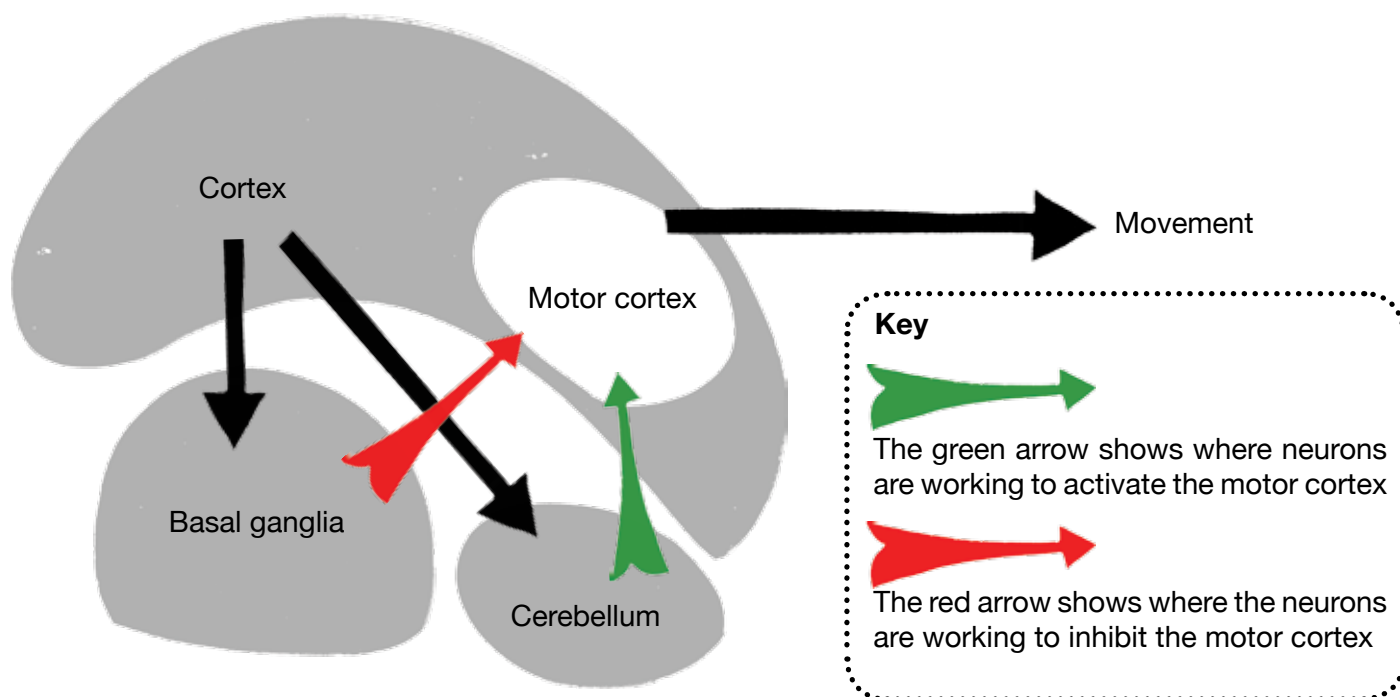 Cortex
Movement
Motor cortex
Basal ganglia
Cerebellum
Key
The green arrow shows where neurons
are working to activate the motor cortex
The red arrow shows where the neurons
are working to inhibit the motor cortex